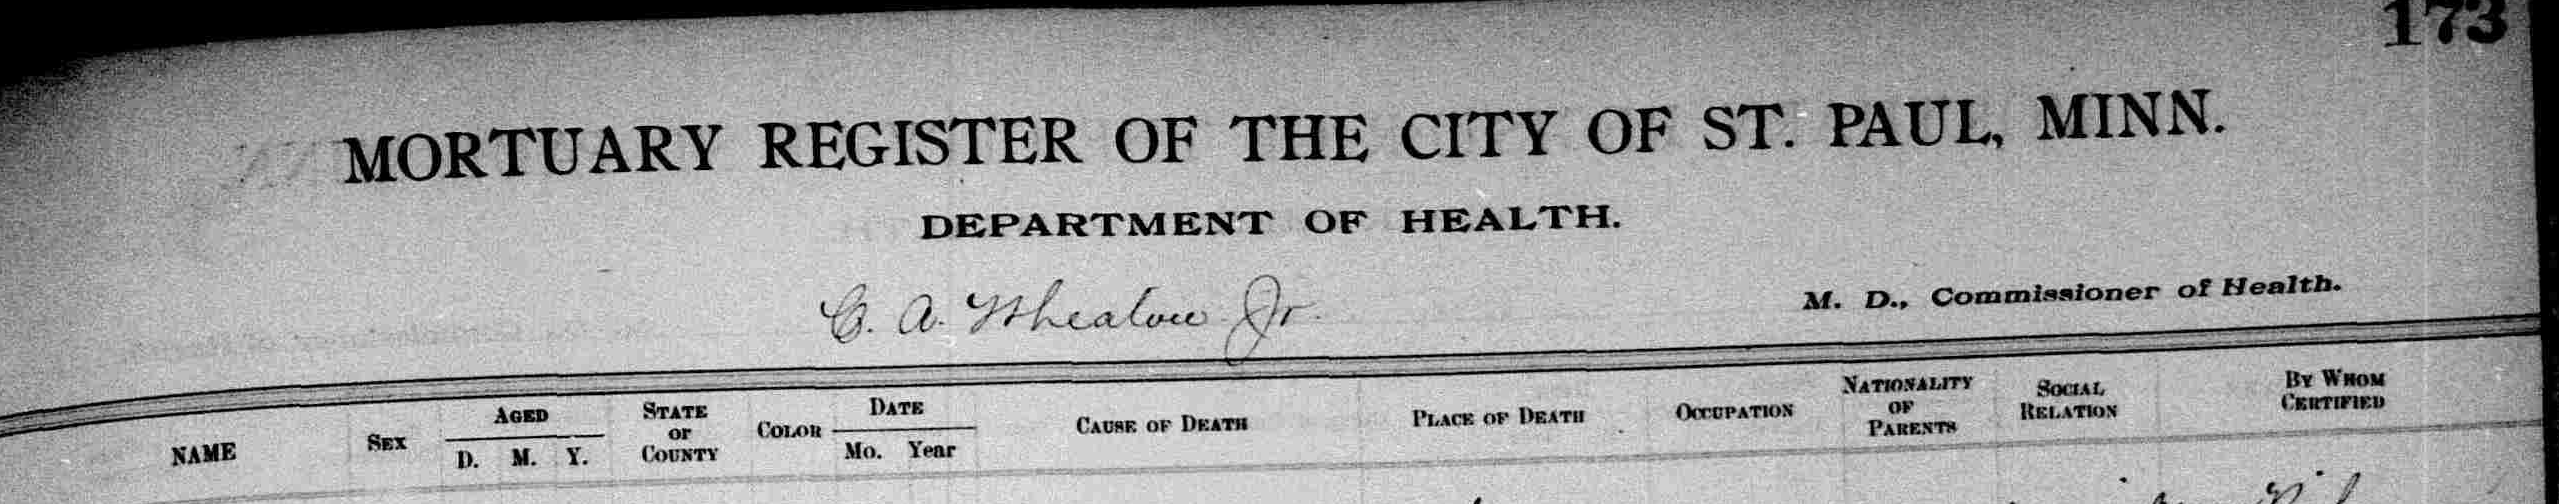 173
MORTUARY REGISTER OF THE CITY OF ST. PAUL, MINN.
DEPARTMENT OF HEALTH.
C. A. Wheaton Jr. M. D., Commissioner of Health.
NAME SEX AGED D. M. Y. STATE OR COUNTY COLOR DATE Mo. Year CAUSE OF DEATH PLACE OF DEATH OCCUPATION NATIONALITY OF PARENTS SOCIAL RELATION BY WHOM CERTIFIED